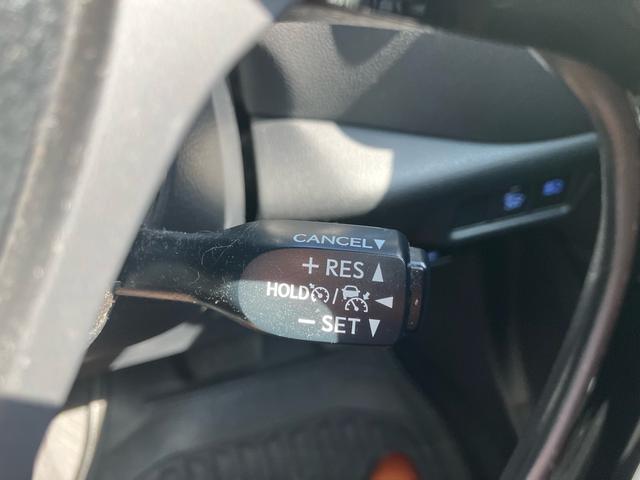 CANCEL▼
+ RES ▲
HOLD / ◄
− SET ▼